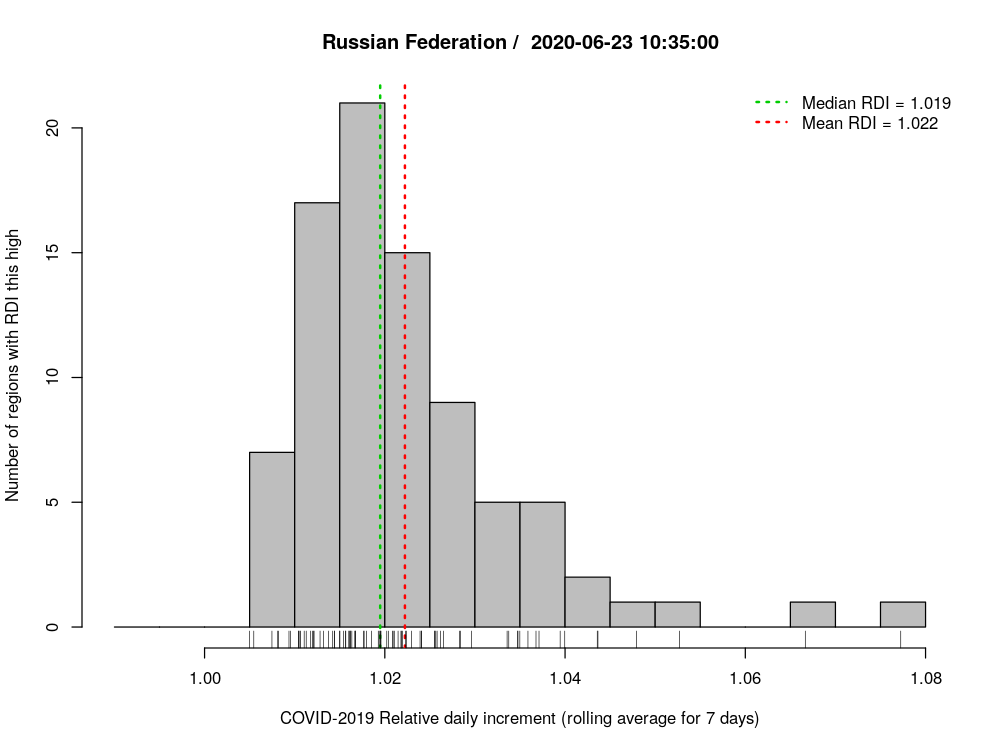 Russian Federation /  2020-06-23 10:35:00
Median RDI = 1.019
Mean RDI = 1.022
Number of regions with RDI this high
20
15
10
5
0
1.00 1.02 1.04 1.06 1.08
COVID-2019 Relative daily increment (rolling average for 7 days)